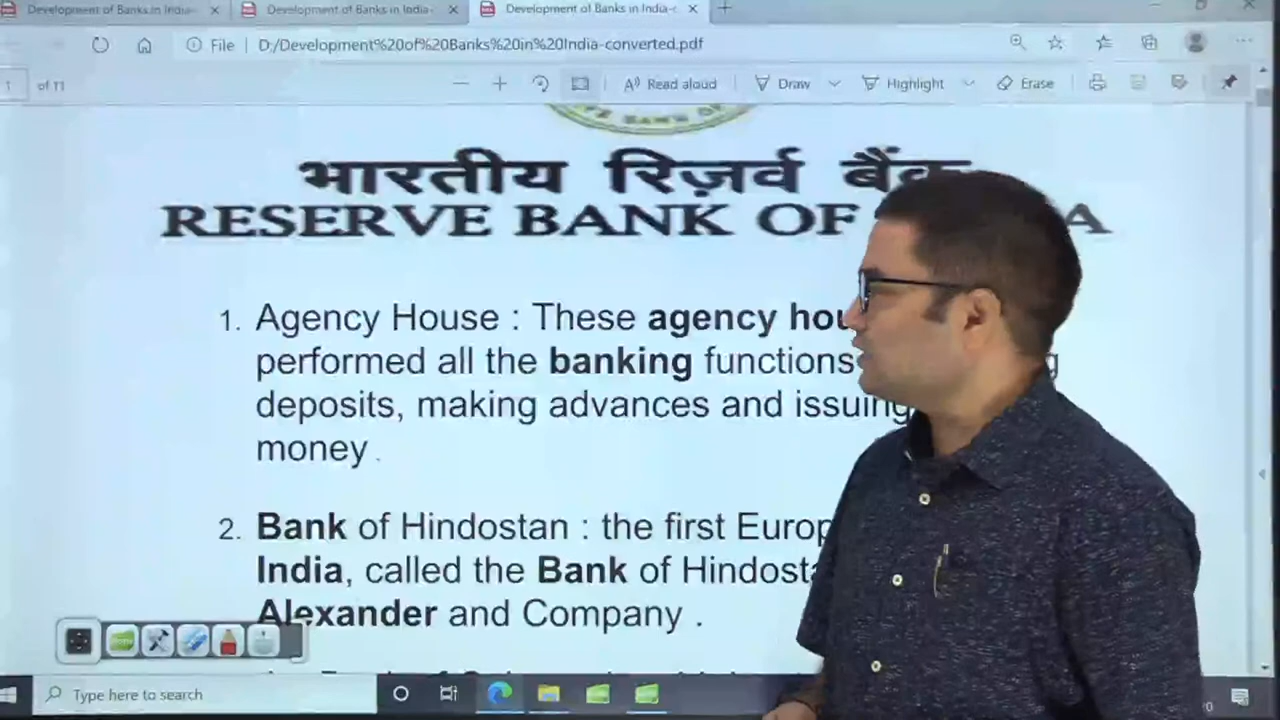 Development of Banks in India-
Development of Banks in India-
Development of Banks in India-c
File D:/Development%20of%20Banks%20in%20India-converted.pdf
1 of 11 Read aloud Draw Highlight Erase
भारतीय रिज़र्व बैंक
RESERVE BANK OF
1. Agency House : These agency hou
performed all the banking functions
deposits, making advances and issuing
money .
2. Bank of Hindostan : the first Europ
India, called the Bank of Hindosta
Alexander and Company .
Type here to search